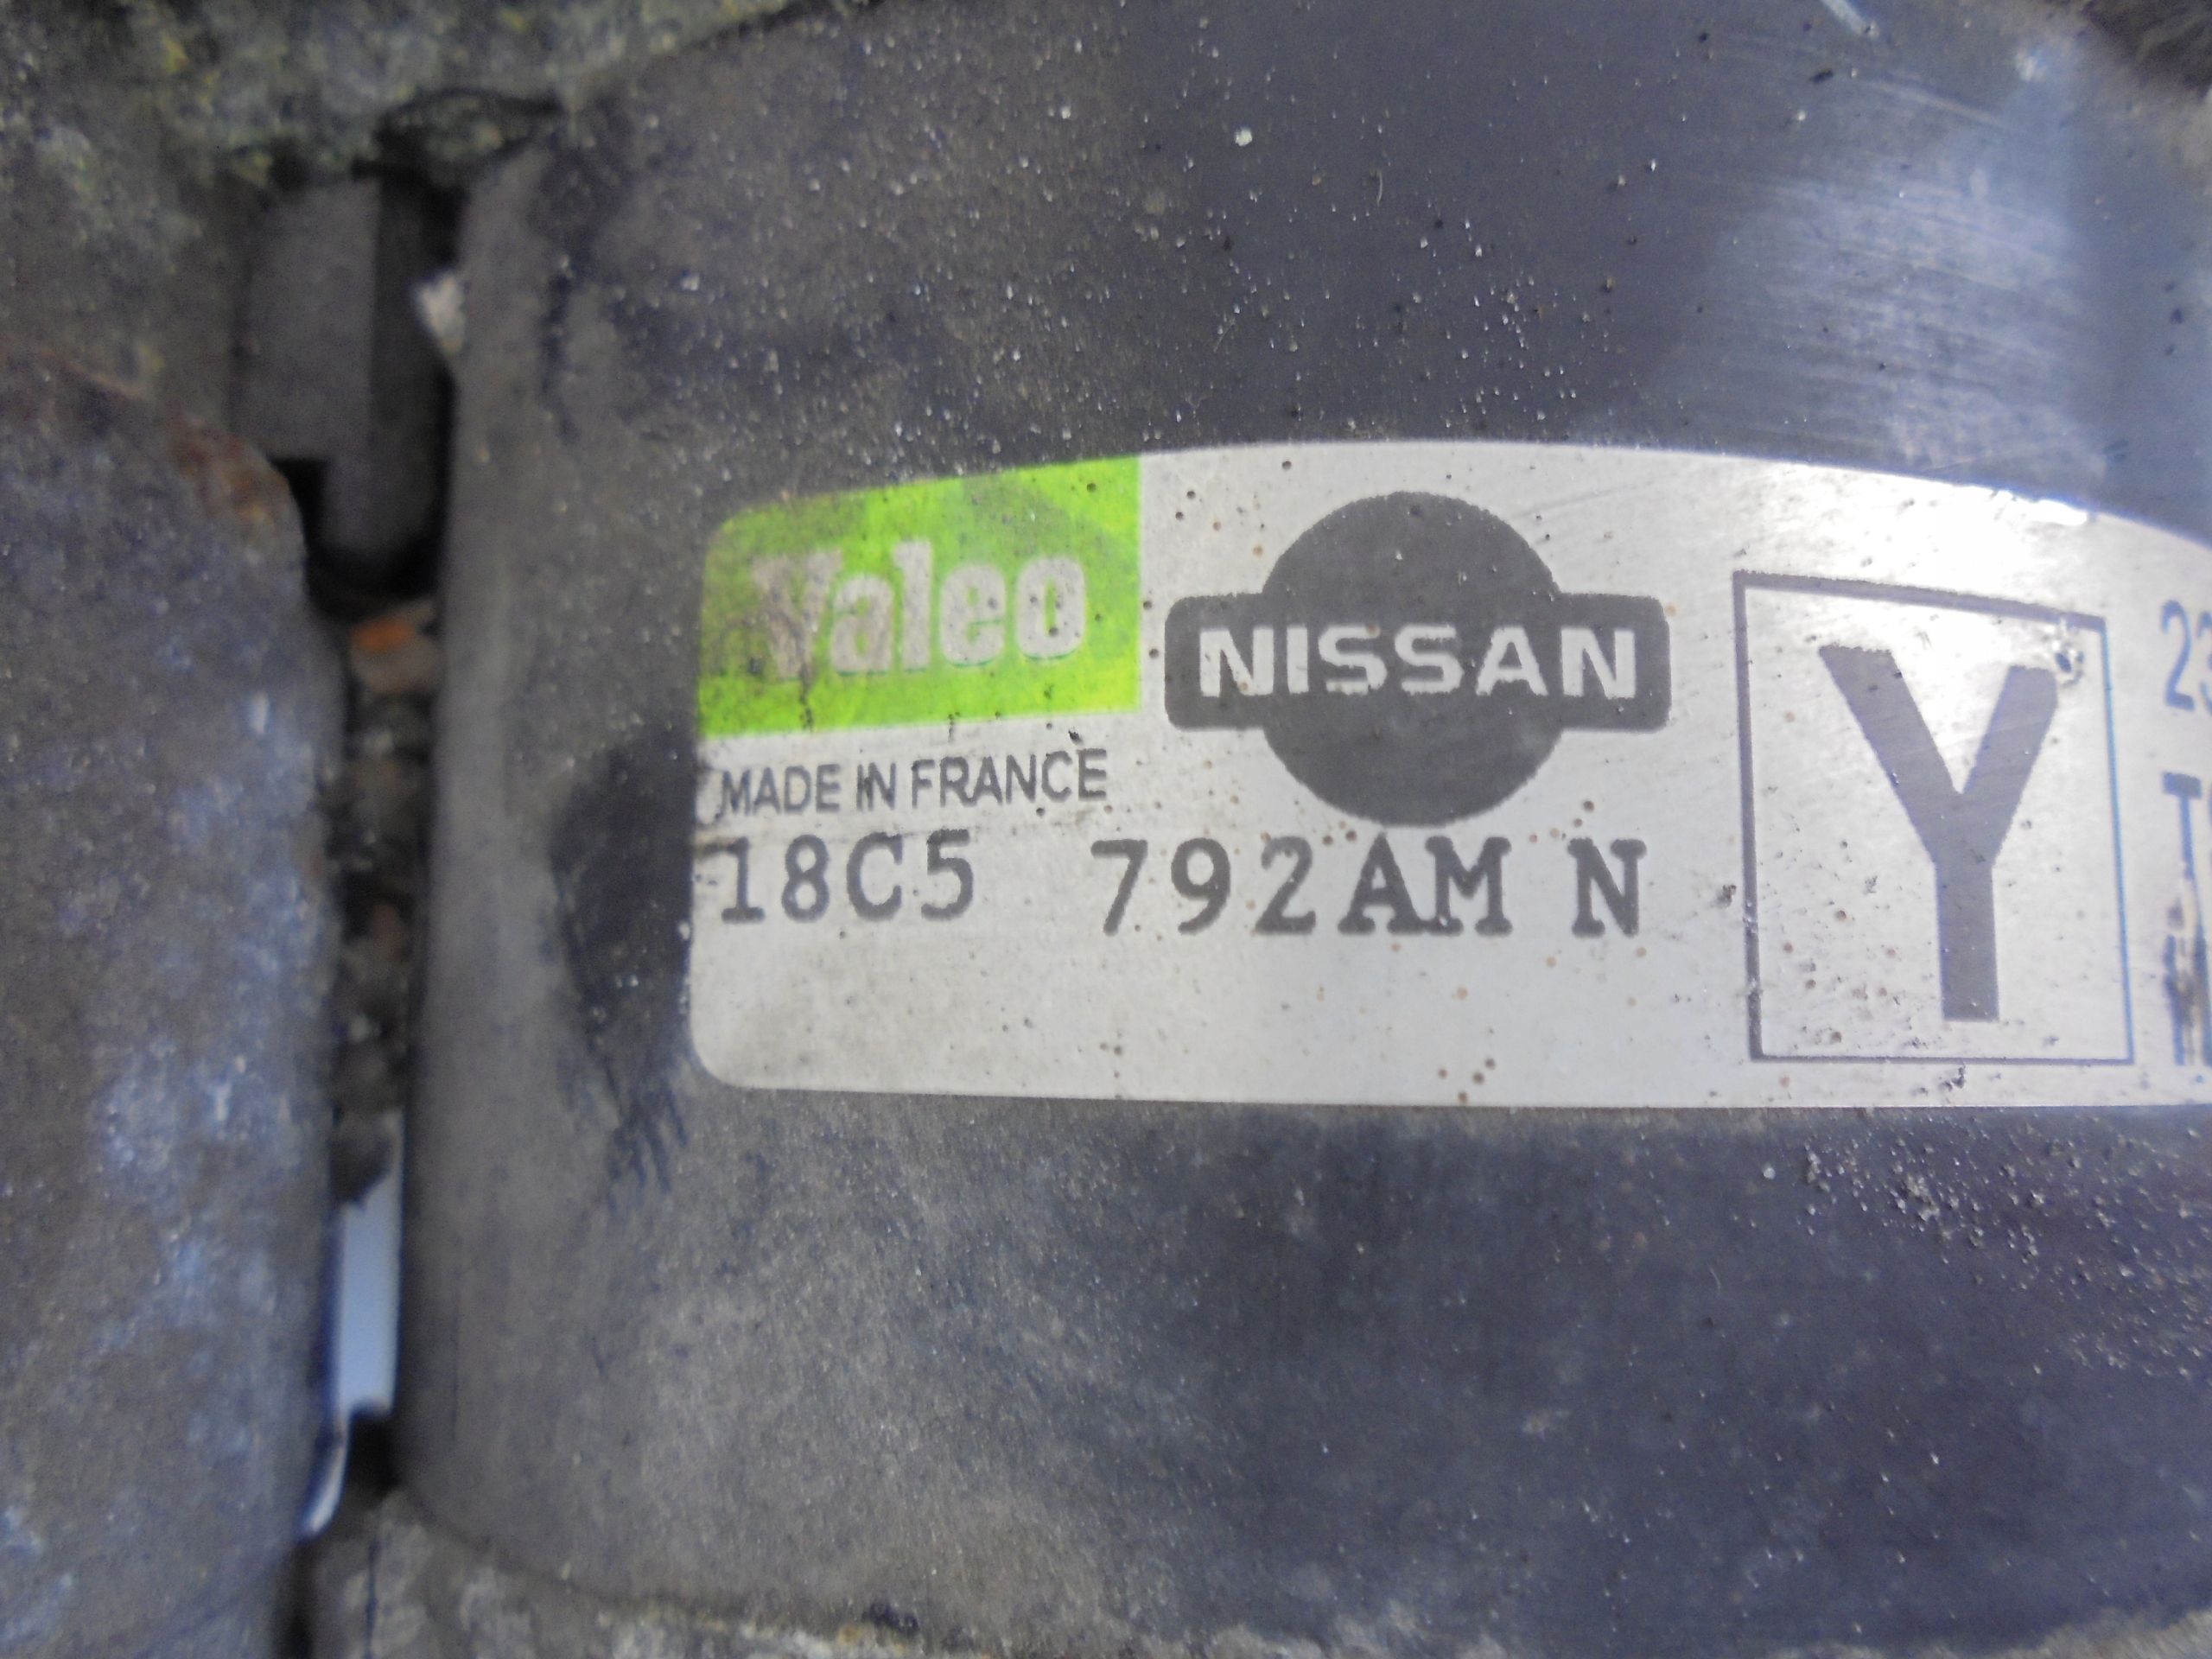 Valeo
NISSAN
MADE IN FRANCE
18C5 792AM N
Y